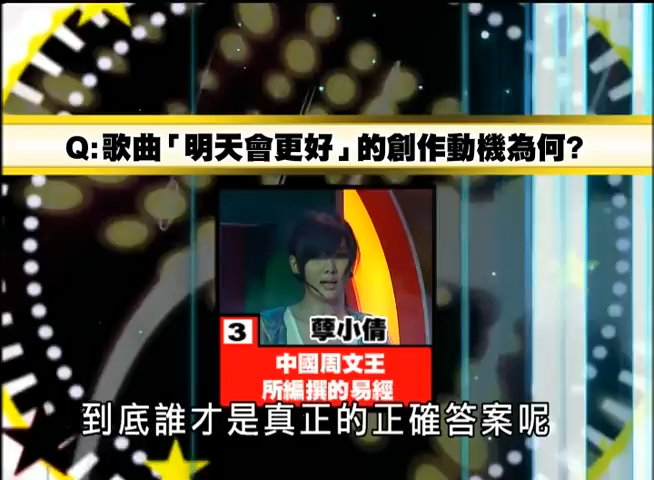 Q:歌曲「明天會更好」的創作動機為何?
3
孽小倩
中國周文王
所編撰的易經
到底誰才是真正的正確答案呢